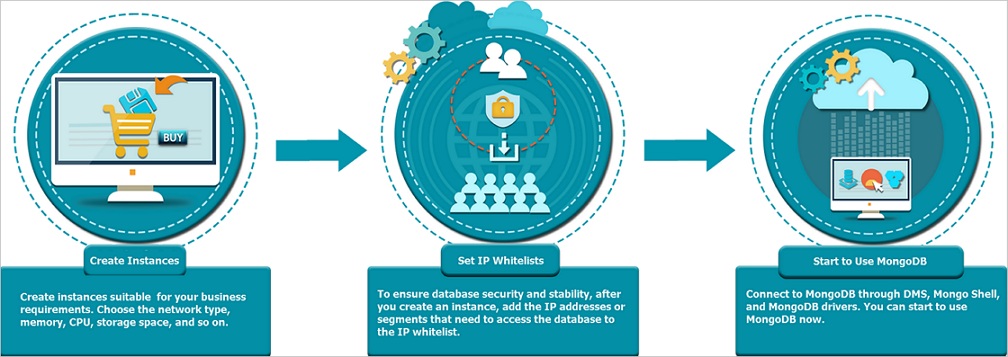 BUY
Create Instances
Create instances suitable for your business
requirements. Choose the network type,
memory, CPU, storage space, and so on.
Set IP Whitelists
To ensure database security and stability, after
you create an instance, add the IP addresses or
segments that need to access the database to
the IP whitelist.
Start to Use MongoDB
Connect to MongoDB through DMS, Mongo Shell,
and MongoDB drivers. You can start to use
MongoDB now.